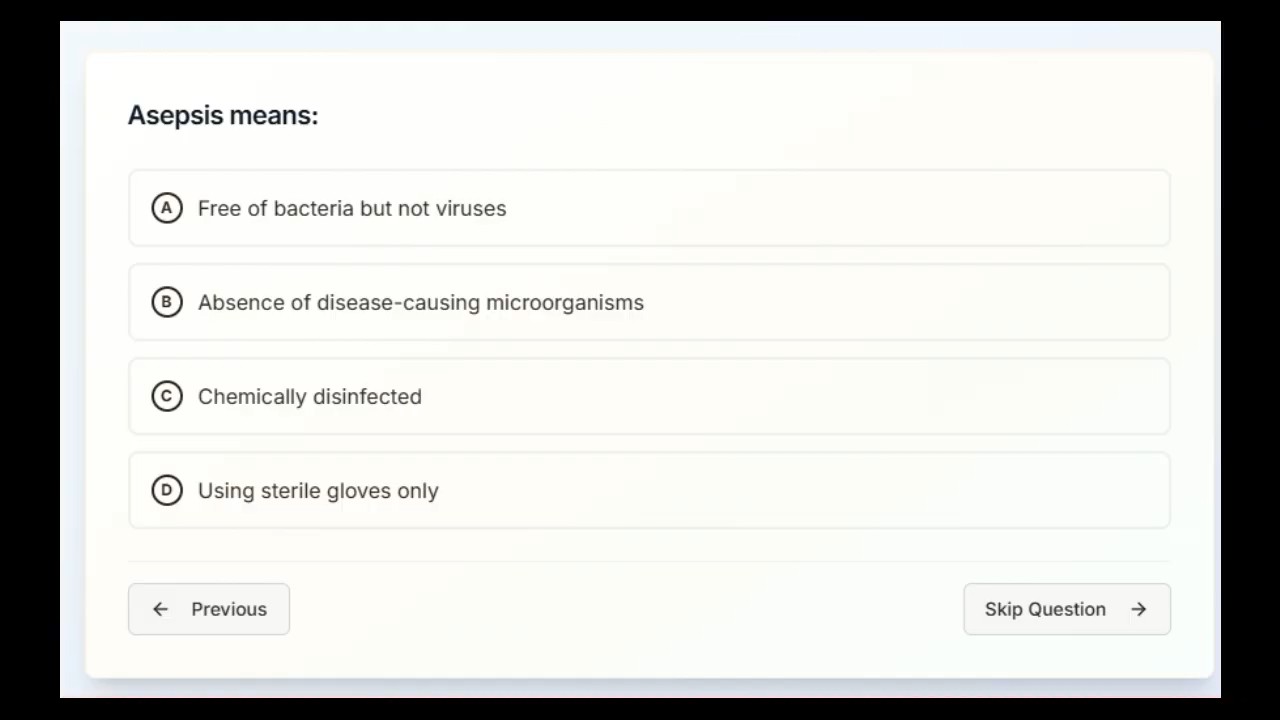 Asepsis means:
A Free of bacteria but not viruses
B Absence of disease-causing microorganisms
C Chemically disinfected
D Using sterile gloves only
← Previous
Skip Question →